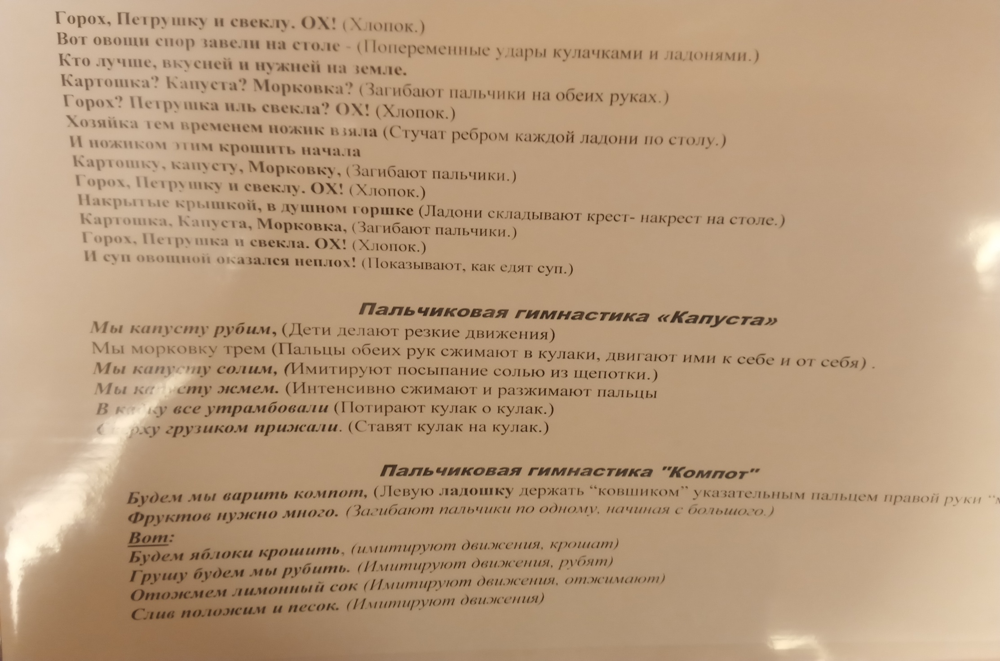 Горох, Петрушку и свеклу. ОХ! (Хлопок.)
Вот овощи спор завели на столе - (Попеременные удары кулачками и ладонями.)
Кто лучше, вкусней и нужней на земле.
Картошка? Капуста? Морковка? (Загибают пальчики на обеих руках.)
Горох? Петрушка иль свекла? ОХ! (Хлопок.)
Хозяйка тем временем ножик взяла (Стучат ребром каждой ладони по столу.)
И ножиком этим крошить начала
Картошку, капусту, Морковку, (Загибают пальчики.)
Горох, Петрушку и свеклу. ОХ! (Хлопок.)
Накрытые крышкой, в душном горшке (Ладони складывают крест- накрест на столе.)
Картошка, Капуста, Морковка, (Загибают пальчики.)
Горох, Петрушка и свекла. ОХ! (Хлопок.)
И суп овощной оказался неплох! (Показывают, как едят суп.)
Пальчиковая гимнастика «Капуста»
Мы капусту рубим, (Дети делают резкие движения)
Мы морковку трем (Пальцы обеих рук сжимают в кулаки, двигают ими к себе и от себя) .
Мы капусту солим, (Имитируют посыпание солью из щепотки.)
Мы капусту жмем. (Интенсивно сжимают и разжимают пальцы
В все утрамбовали (Потирают кулак о кулак.)
грузиком прижали. (Ставят кулак на кулак.)
Пальчиковая гимнастика "Компот"
Будем мы варить компот, (Левую ладошку держать “ковшиком” указательным пальцем правой руки
Фруктов нужно много. (Загибают пальчики по одному, начиная с большого.)
Вот:
Будем яблоки крошить, (имитируют движения, крошат)
Грушу будем мы рубить. (Имитируют движения, рубят)
Отожмем лимонный сок (Имитируют движения, отжимают)
Слив положим и песок. (Имитируют движения)